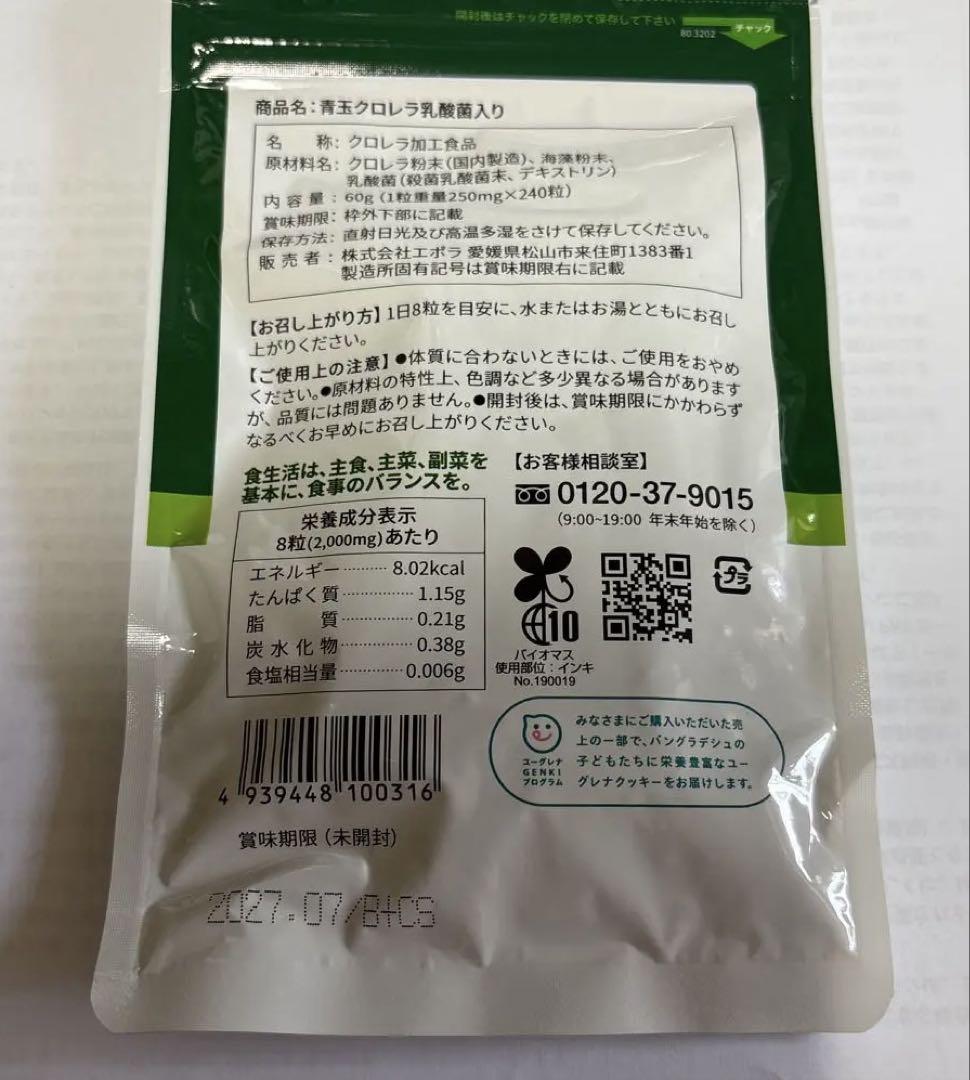 開封後はチャックを閉めて保存して下さい
80.3202
チャック
商品名：青玉クロレラ乳酸菌入り
名　　称：クロレラ加工食品
原材料名：クロレラ粉末（国内製造）、海藻粉末、
乳酸菌（殺菌乳酸菌末、デキストリン）
内 容 量：60g（1粒重量250mg×240粒）
賞味期限：枠外下部に記載
保存方法：直射日光及び高温多湿をさけて保存してください。
販 売 者：株式会社エポラ 愛媛県松山市来住町1383番1
製造所固有記号は賞味期限右に記載
【お召し上がり方】1日8粒を目安に、水またはお湯とともにお召し
上がりください。
【ご使用上の注意】●体質に合わないときには、ご使用をおやめ
ください。●原材料の特性上、色調など多少異なる場合があります
が、品質には問題ありません。●開封後は、賞味期限にかかわらず
なるべくお早めにお召し上がりください。
食生活は、主食、主菜、副菜を
基本に、食事のバランスを。
【お客様相談室】
0120-37-9015
（9:00~19:00 年末年始を除く）
栄養成分表示
8粒(2,000mg)あたり
エネルギー……… 8.02kcal
たんぱく質………… 1.15g
脂　　　質………… 0.21g
炭 水 化 物………… 0.38g
食塩相当量……… 0.006g
10
バイオマス
使用部位：インキ
No.190019
プラ
ユーグレナ
GENKI
プログラム
みなさまにご購入いただいた売
上の一部で、バングラデシュの
子どもたちに栄養豊富なユー
グレナクッキーをお届けします。
4 939448 100316
賞味期限（未開封）
2027.07/B+CS